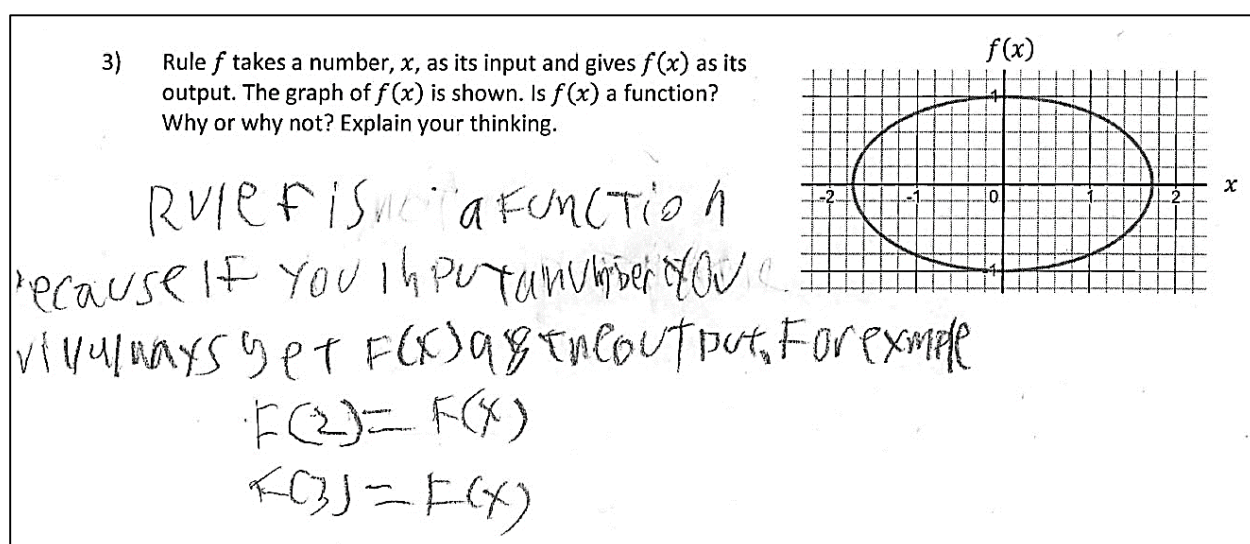 3) Rule f takes a number, x, as its input and gives f(x) as its
output. The graph of f(x) is shown. Is f(x) a function?
Why or why not? Explain your thinking.
f(x)
1
-2 -1 0 1 2
x
-1
Rule f is a function
ecause if you input a number you
will always get F(x) as the output. For exmple
F(2) = F(x)
F(3) = F(x)